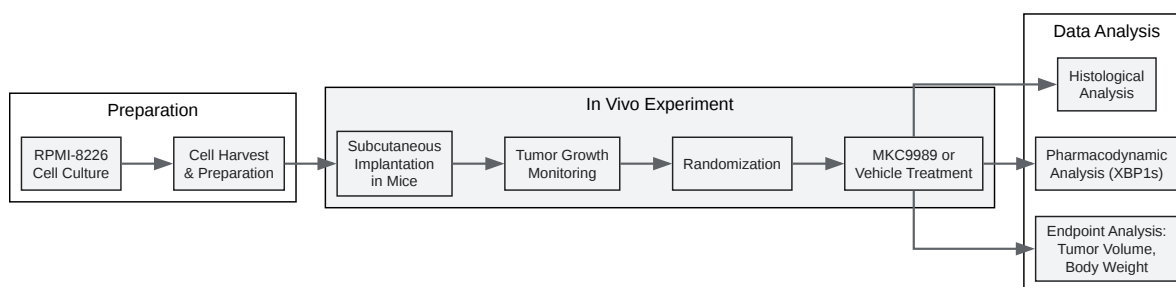 Preparation
RPMI-8226
Cell Culture
Cell Harvest
& Preparation
In Vivo Experiment
Subcutaneous
Implantation
in Mice
Tumor Growth
Monitoring
Randomization
MKC9989 or
Vehicle Treatment
Data Analysis
Histological
Analysis
Pharmacodynamic
Analysis (XBP1s)
Endpoint Analysis:
Tumor Volume,
Body Weight